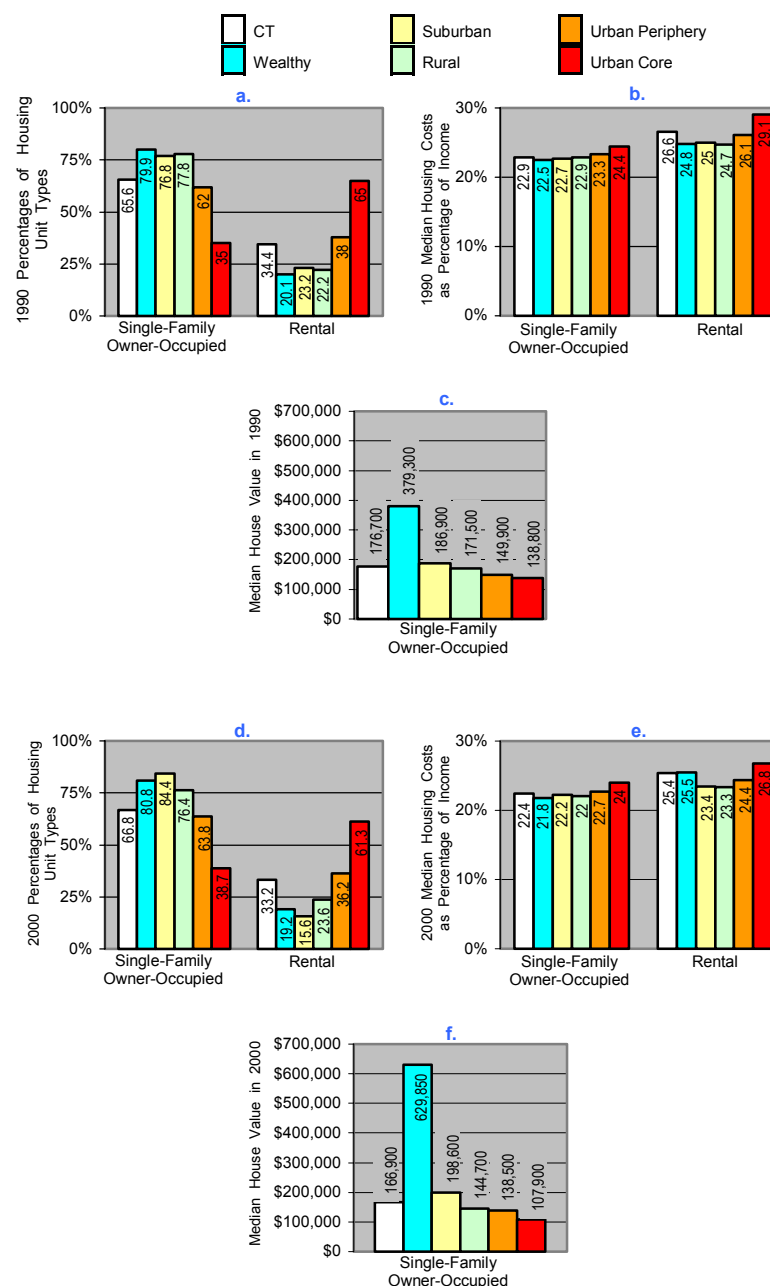 CT
Suburban
Urban Periphery
Wealthy
Rural
Urban Core
a.
1990 Percentages of Housing
Unit Types
100%
75%
50%
25%
0%
65.6
79.9
76.8
77.8
62
35
34.4
20.1
23.2
22.2
38
65
Single-Family
Owner-Occupied
Rental
b.
1990 Median Housing Costs
as Percentage of Income
30%
20%
10%
0%
22.9
22.5
22.7
22.9
23.3
24.4
26.6
24.8
25
24.7
26.1
29.1
Single-Family
Owner-Occupied
Rental
c.
Median House Value in 1990
$700,000
$600,000
$500,000
$400,000
$300,000
$200,000
$100,000
$0
176,700
379,300
186,900
171,500
149,900
138,800
Single-Family
Owner-Occupied
d.
2000 Percentages of Housing
Unit Types
100%
75%
50%
25%
0%
66.8
80.8
84.4
76.4
63.8
38.7
33.2
19.2
15.6
23.6
36.2
61.3
Single-Family
Owner-Occupied
Rental
e.
2000 Median Housing Costs
as Percentage of Income
30%
20%
10%
0%
22.4
21.8
22.2
22
22.7
24
25.4
25.5
23.4
23.3
24.4
26.8
Single-Family
Owner-Occupied
Rental
f.
Median House Value in 2000
$700,000
$600,000
$500,000
$400,000
$300,000
$200,000
$100,000
$0
166,900
629,850
198,600
144,700
138,500
107,900
Single-Family
Owner-Occupied